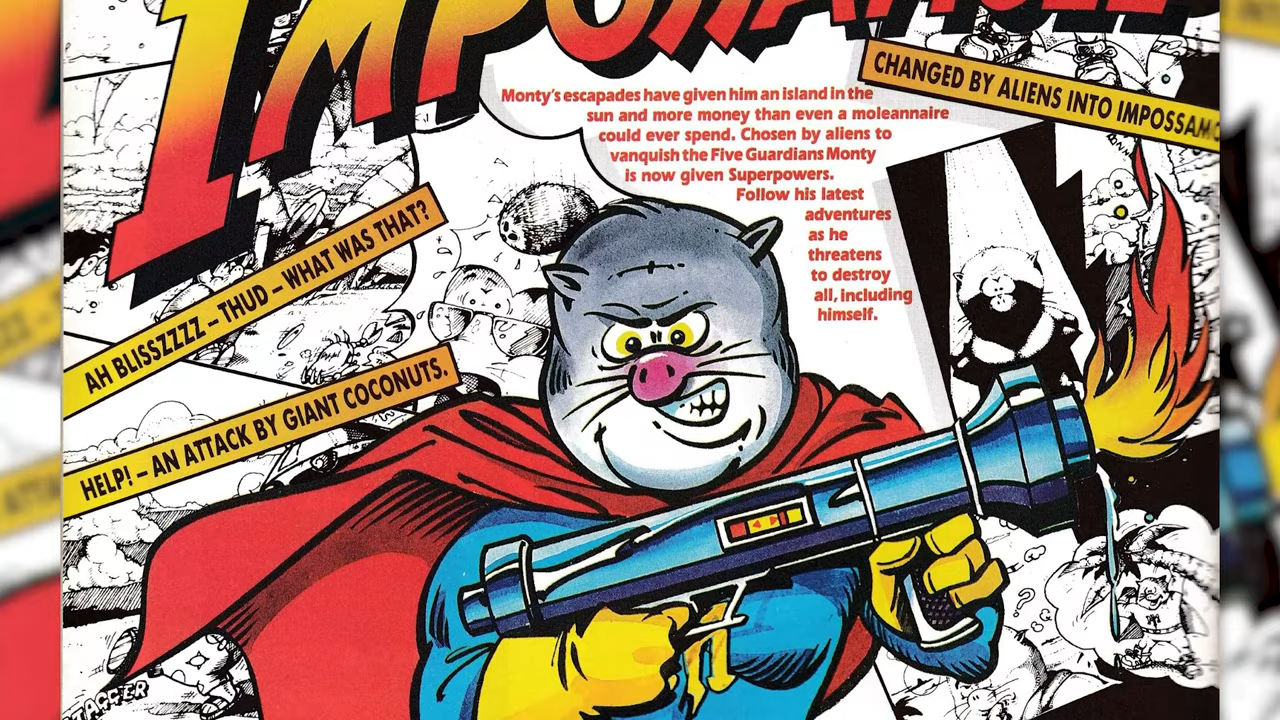 IMPOSSAMOLE
CHANGED BY ALIENS INTO IMPOSSAMO
Monty's escapades have given him an island in the
sun and more money than even a moleannaire
could ever spend. Chosen by aliens to
vanquish the Five Guardians Monty
is now given Superpowers.
Follow his latest
adventures
as he
threatens
to destroy
all, including
himself.
AH BLISSZZZZ – THUD – WHAT WAS THAT?
HELP! – AN ATTACK BY GIANT COCONUTS.
?
TAGGER